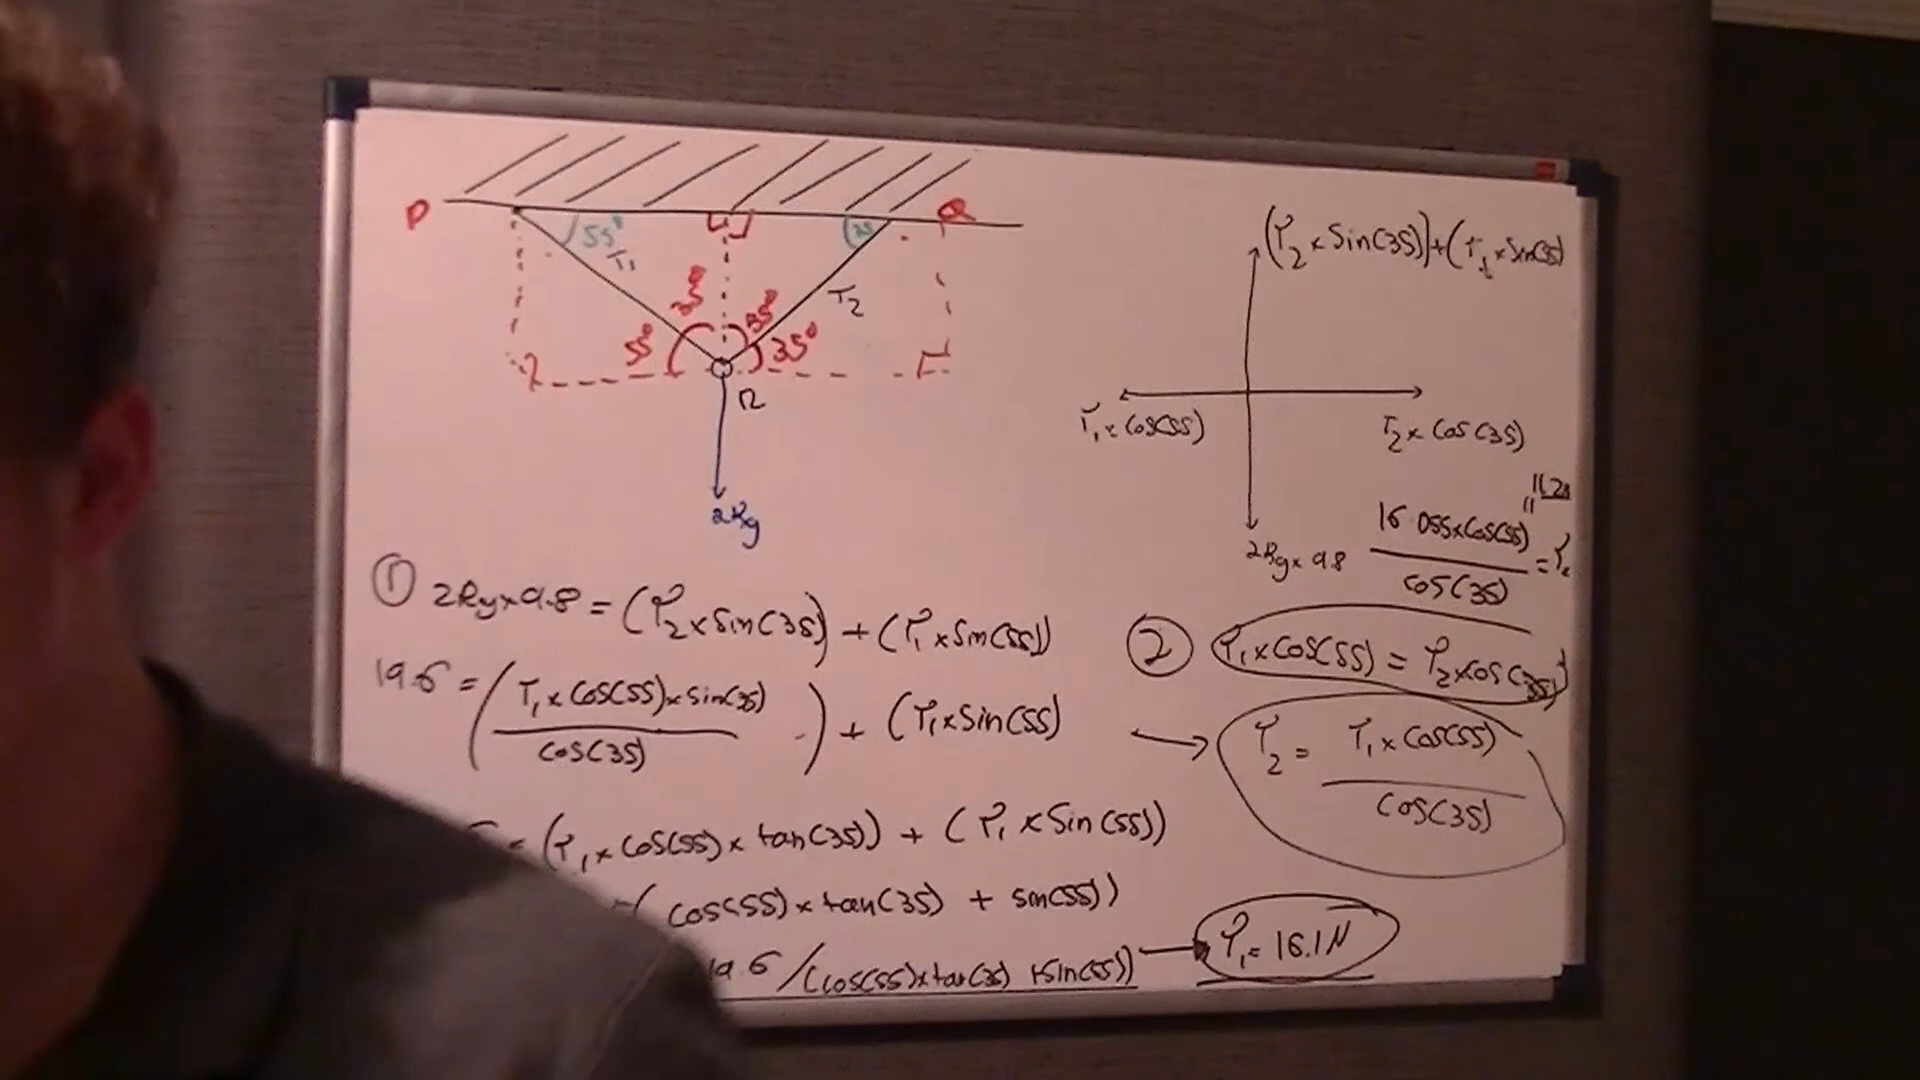 P
Q
55°
35
T₁
T₂
35°
55°
55°
35°
R
2Kg
(T₂ x Sin(35)) + (T₁ x Sin(55)
T₁ x Cos(55)
T₂ x Cos(35)
2Kg x 9.8
16.055 x Cos(55) = T₂
Cos(35)
① 2Kg x 9.8 = (T₂ x Sin(35)) + (T₁ x Sin(55))
19.6 = (T₁ x Cos(55) x Sin(35) / Cos(35)) + (T₁ x Sin(55)
= (T₁ x Cos(55) x tan(35)) + (T₁ x Sin(55))
( Cos(55) x tan(35) + Sin(55))
19.6 / (Cos(55) x tan(35) + Sin(55))
T₁ = 16.1N
② T₁ x Cos(55) = T₂ x Cos(35)
T₂ = T₁ x Cos(55)
Cos(35)